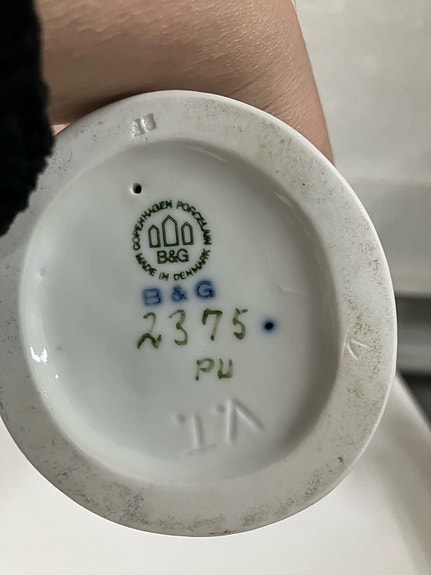 COPENHAGEN PORCELAIN
B&G
MADE IN DENMARK
B & G
2375
PU
V.T.